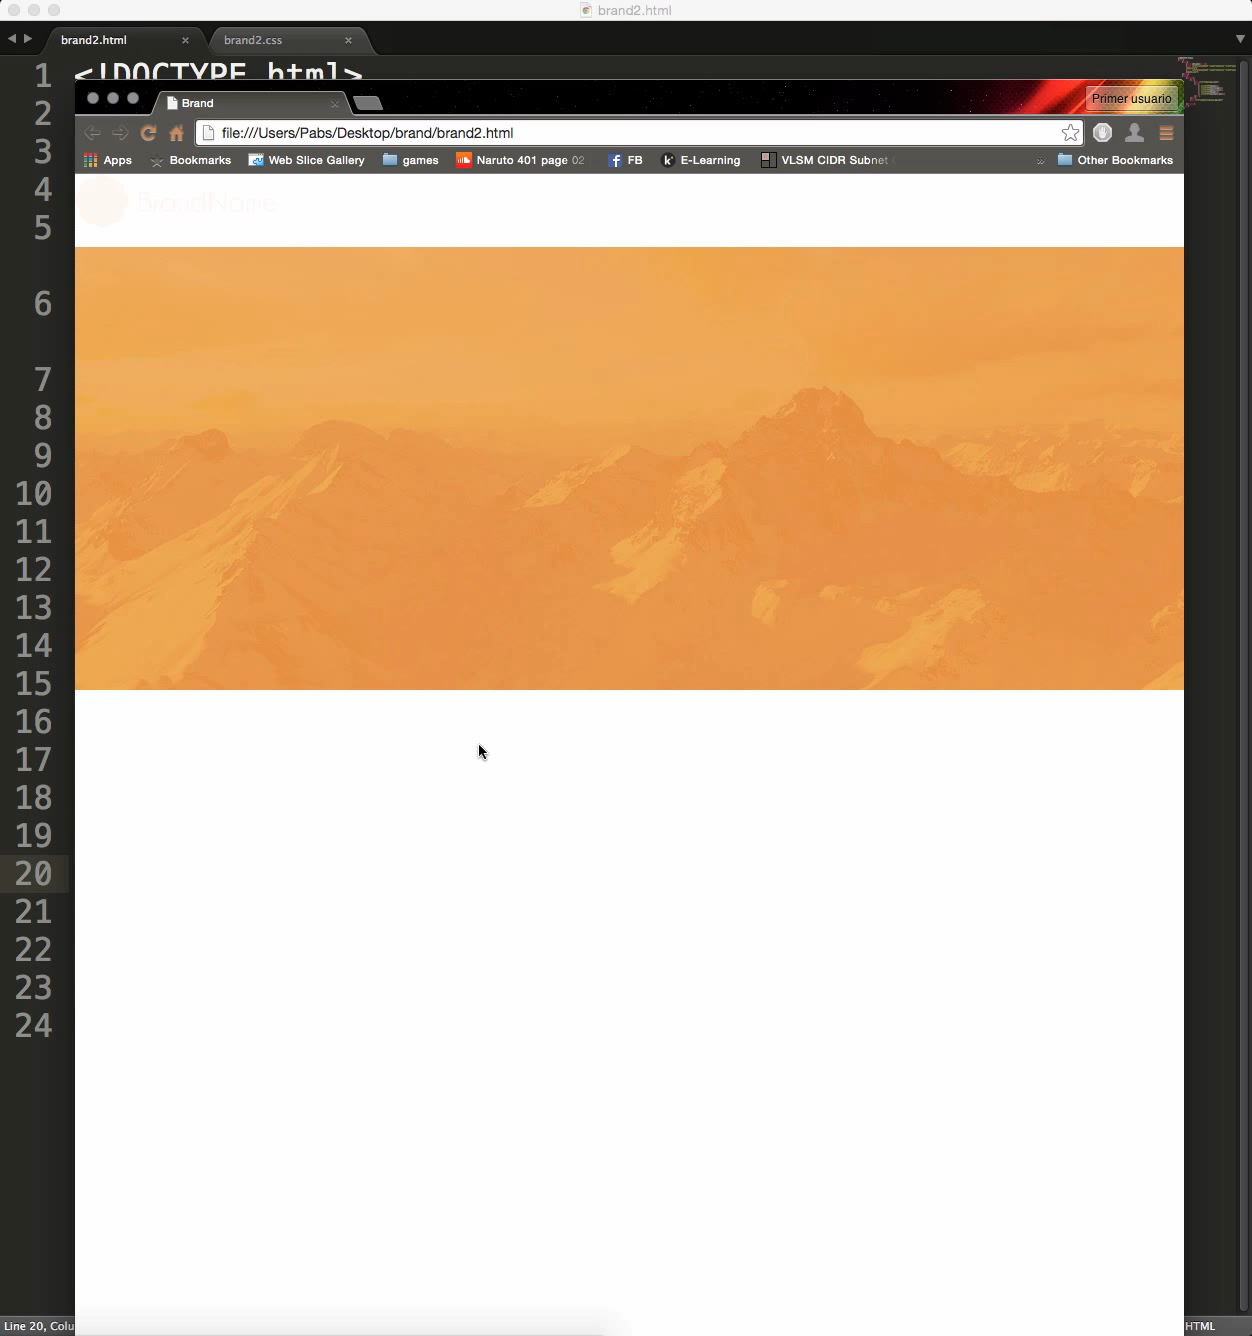 brand2.html
brand2.html
brand2.css
1
<!DOCTYPE html>
2
3
4
5
6
7
8
9
10
11
12
13
14
15
16
17
18
19
20
21
22
23
24
Brand
Primer usuario
file:///Users/Pabs/Desktop/brand/brand2.html
Apps Bookmarks Web Slice Gallery games Naruto 401 page 02 FB E-Learning VLSM CIDR Subnet Other Bookmarks
BrandName
Line 20, Colu
HTML